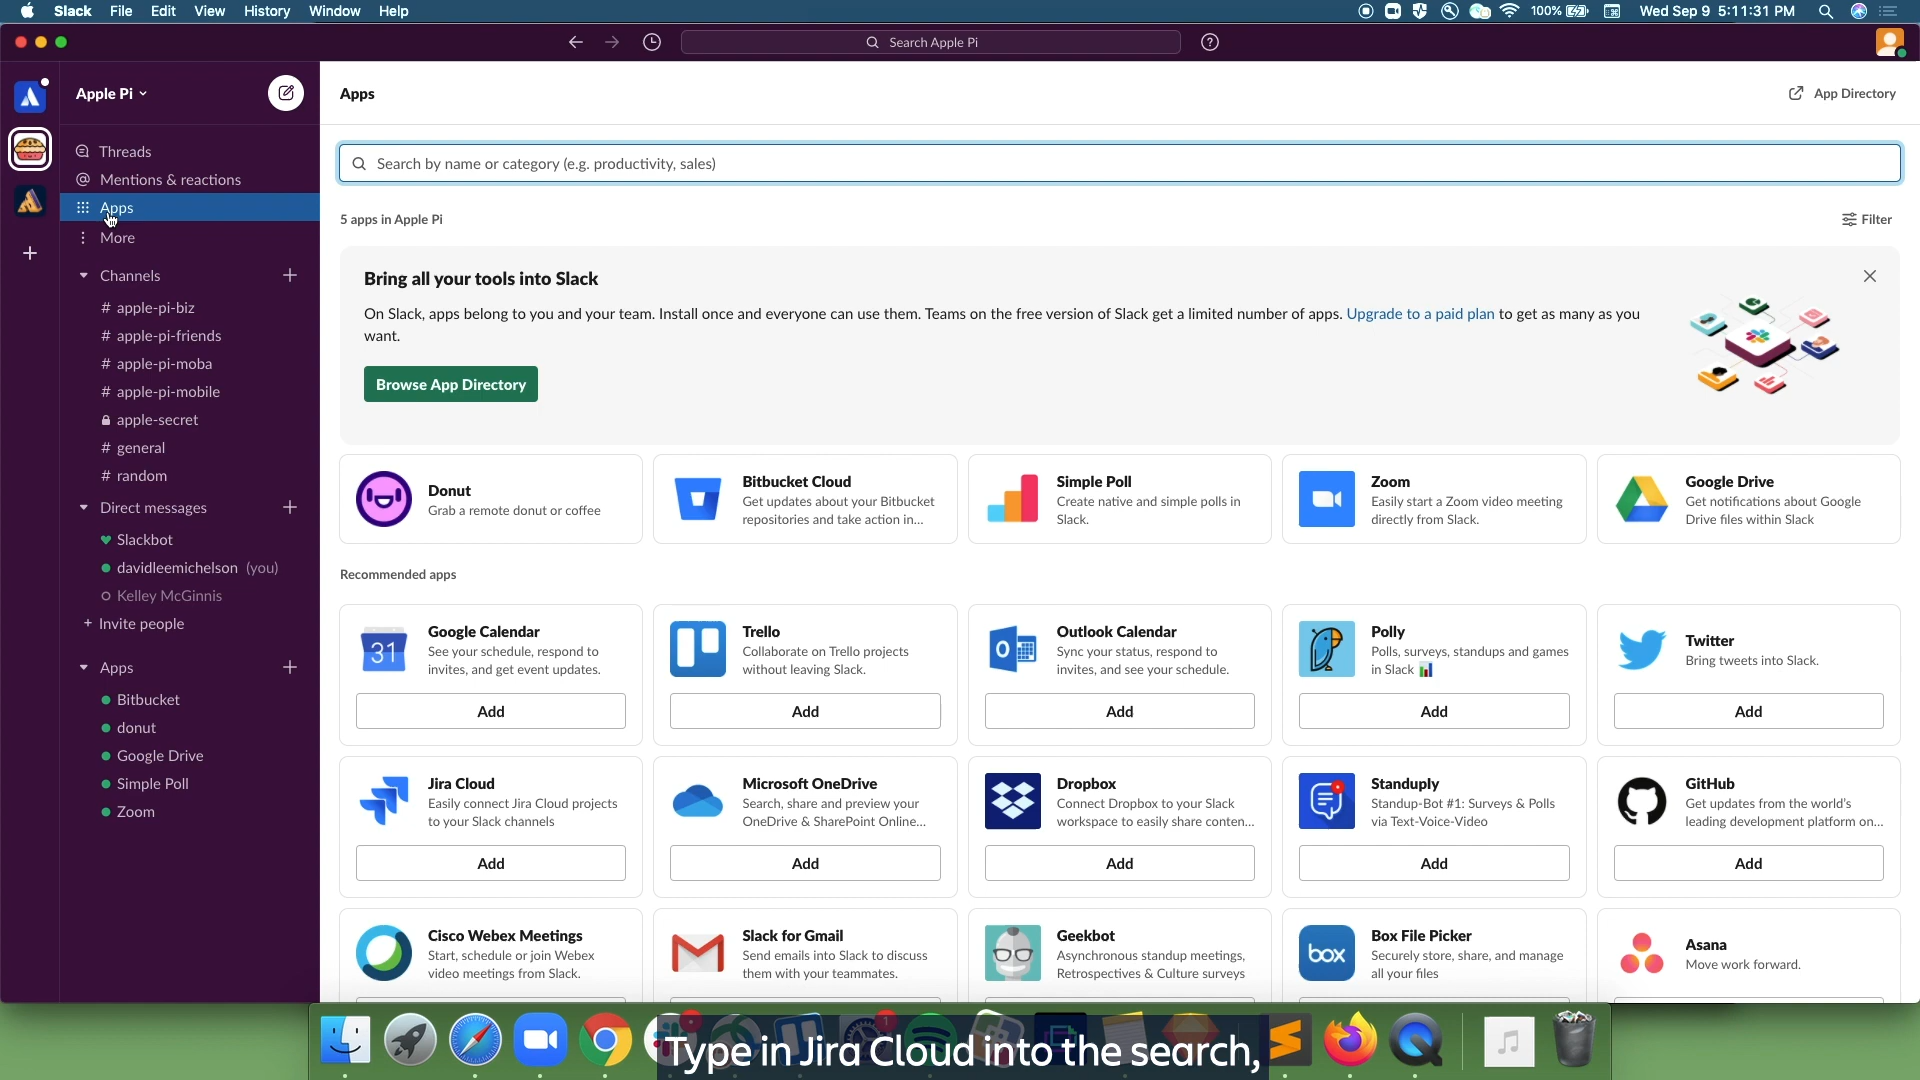 Slack File Edit View History Window Help
100% Wed Sep 9 5:11:31 PM
Search Apple Pi
Apple Pi
Threads
Mentions & reactions
Apps
More
Channels
# apple-pi-biz
# apple-pi-friends
# apple-pi-moba
# apple-pi-mobile
apple-secret
# general
# random
Direct messages
Slackbot
davidleemichelson (you)
Kelley McGinnis
+ Invite people
Apps
Bitbucket
donut
Google Drive
Simple Poll
Zoom
Apps
App Directory
Search by name or category (e.g. productivity, sales)
5 apps in Apple Pi
Filter
Bring all your tools into Slack
On Slack, apps belong to you and your team. Install once and everyone can use them. Teams on the free version of Slack get a limited number of apps. Upgrade to a paid plan to get as many as you
want.
Browse App Directory
Donut
Grab a remote donut or coffee
Bitbucket Cloud
Get updates about your Bitbucket
repositories and take action in...
Simple Poll
Create native and simple polls in
Slack.
Zoom
Easily start a Zoom video meeting
directly from Slack.
Google Drive
Get notifications about Google
Drive files within Slack
Recommended apps
31
Google Calendar
See your schedule, respond to
invites, and get event updates.
Add
Trello
Collaborate on Trello projects
without leaving Slack.
Add
Outlook Calendar
Sync your status, respond to
invites, and see your schedule.
Add
Polly
Polls, surveys, standups and games
in Slack
Add
Twitter
Bring tweets into Slack.
Add
Jira Cloud
Easily connect Jira Cloud projects
to your Slack channels
Add
Microsoft OneDrive
Search, share and preview your
OneDrive & SharePoint Online...
Add
Dropbox
Connect Dropbox to your Slack
workspace to easily share conten...
Add
Standuply
Standup-Bot #1: Surveys & Polls
via Text-Voice-Video
Add
GitHub
Get updates from the world's
leading development platform on...
Add
Cisco Webex Meetings
Start, schedule or join Webex
video meetings from Slack.
Slack for Gmail
Send emails into Slack to discuss
them with your teammates.
Geekbot
Asynchronous standup meetings,
Retrospectives & Culture surveys
box
Box File Picker
Securely store, share, and manage
all your files
Asana
Move work forward.
Type in Jira Cloud into the search,